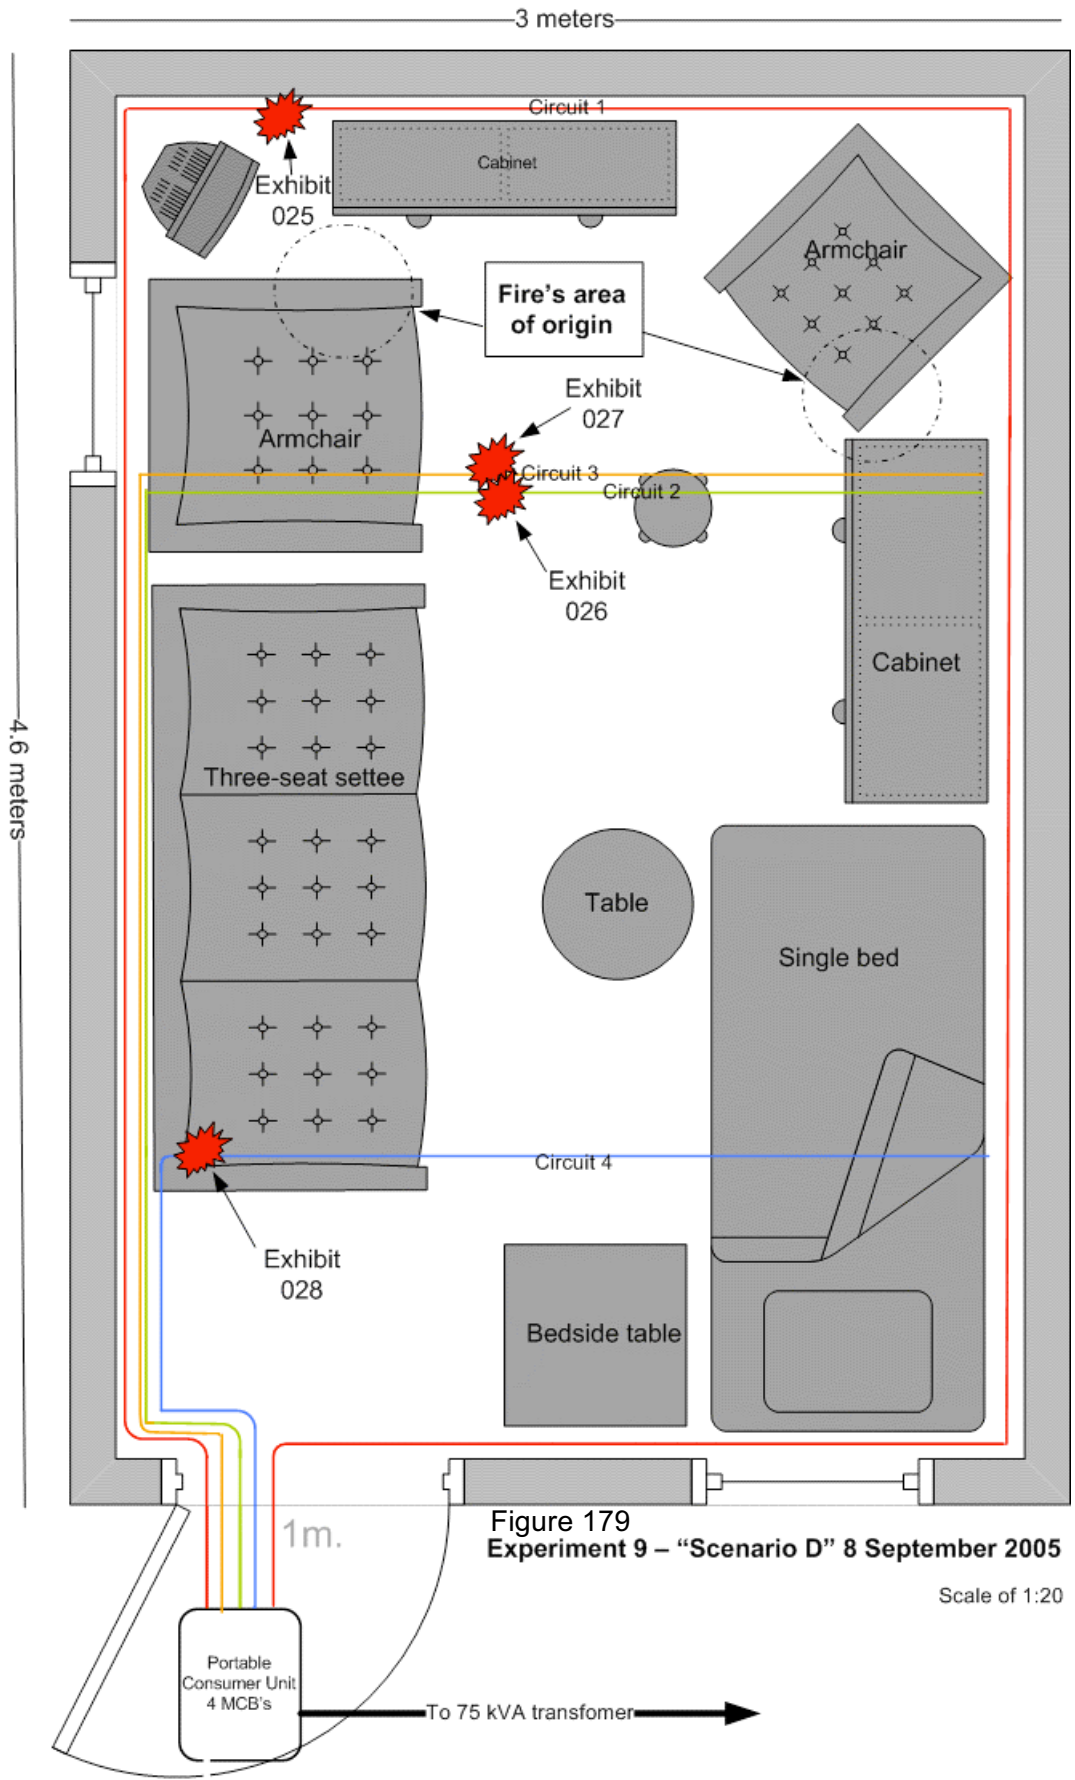 3 meters
Circuit 1
Cabinet
Exhibit
025
Armchair
Fire's area
of origin
Exhibit
027
Armchair
Circuit 3
Circuit 2
Exhibit
026
Cabinet
4.6 meters
Three-seat settee
Table
Single bed
Circuit 4
Exhibit
028
Bedside table
Figure 179
1m.
Experiment 9 – “Scenario D” 8 September 2005
Scale of 1:20
Portable
Consumer Unit
4 MCB's
To 75 kVA transfomer